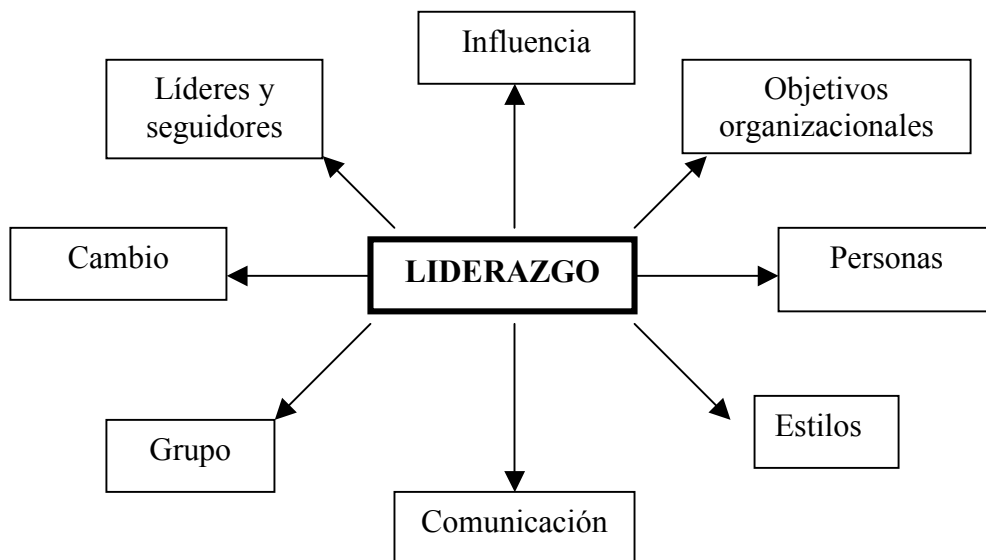 Influencia
Líderes y
seguidores
Objetivos
organizacionales
Cambio
LIDERAZGO
Personas
Grupo
Estilos
Comunicación